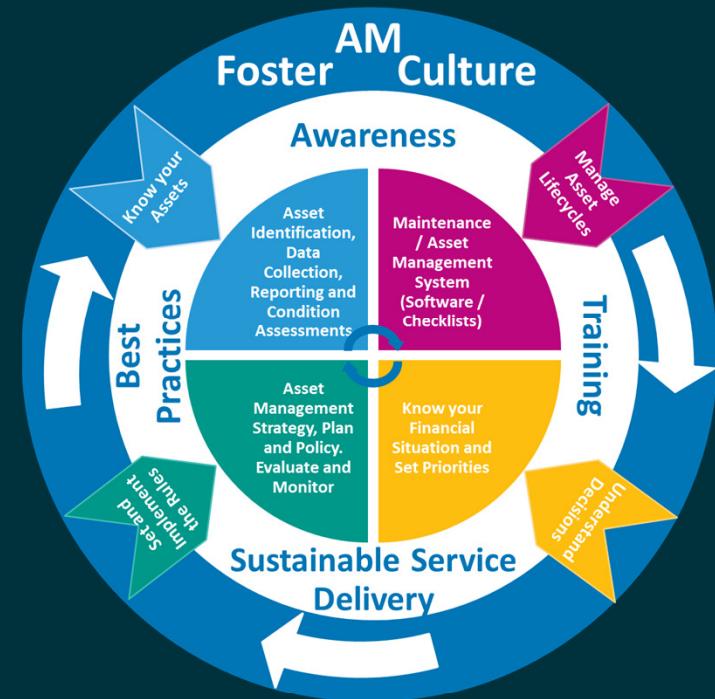 Foster AM Culture
Awareness
Know your
Assets
Manage
Asset
Lifecycles
Asset
Identification,
Data
Collection,
Reporting and
Condition
Assessments
Maintenance
/ Asset
Management
System
(Software /
Checklists)
Best
Practices
Training
Asset
Management
Strategy, Plan
and Policy.
Evaluate and
Monitor
Know your
Financial
Situation and
Set Priorities
Set and
Implement
the Rules
Understand
Decisions
Sustainable Service
Delivery